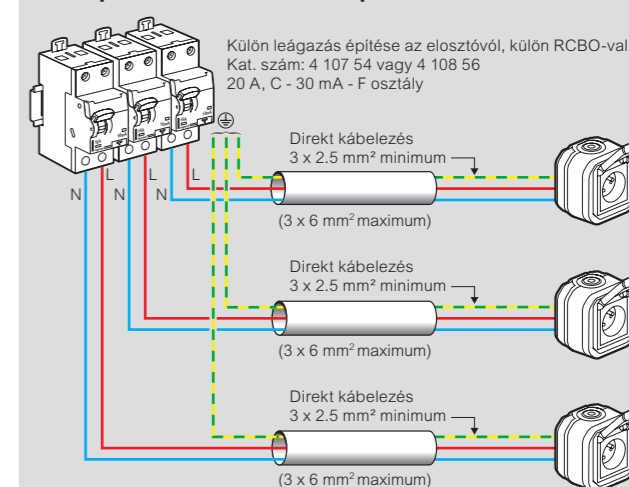 Külön leágazás építése az elosztóvól, külön RCBO-val
Kat. szám: 4 107 54 vagy 4 108 56
20 A, C - 30 mA - F osztály
Direkt kábelezés
3 x 2.5 mm² minimum
L
L
L
N
N
N
(3 x 6 mm² maximum)
Direkt kábelezés
3 x 2.5 mm² minimum
(3 x 6 mm² maximum)
Direkt kábelezés
3 x 2.5 mm² minimum
(3 x 6 mm² maximum)